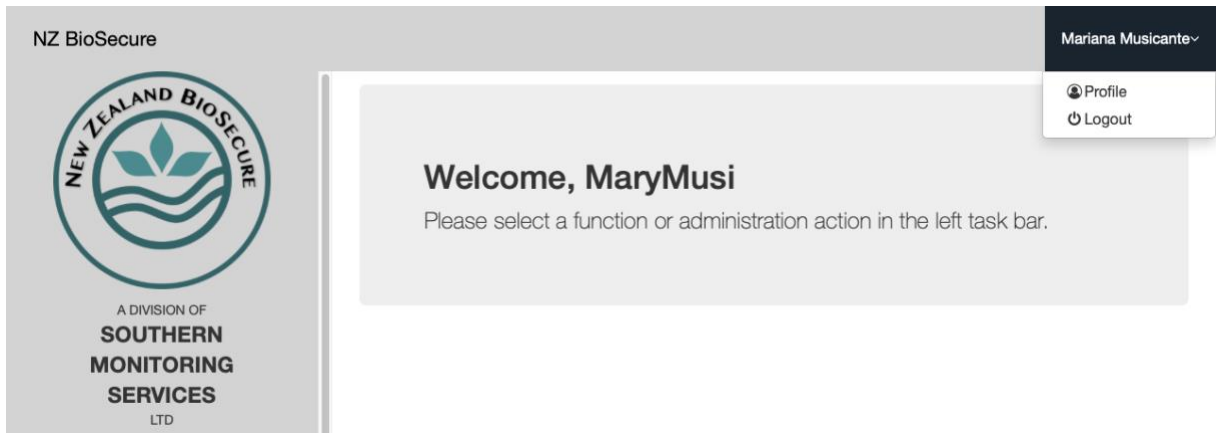 NZ BioSecure
Mariana Musicante
Profile
Logout
NEW ZEALAND BIOSECURE
Welcome, MaryMusi
Please select a function or administration action in the left task bar.
A DIVISION OF
SOUTHERN
MONITORING
SERVICES
LTD